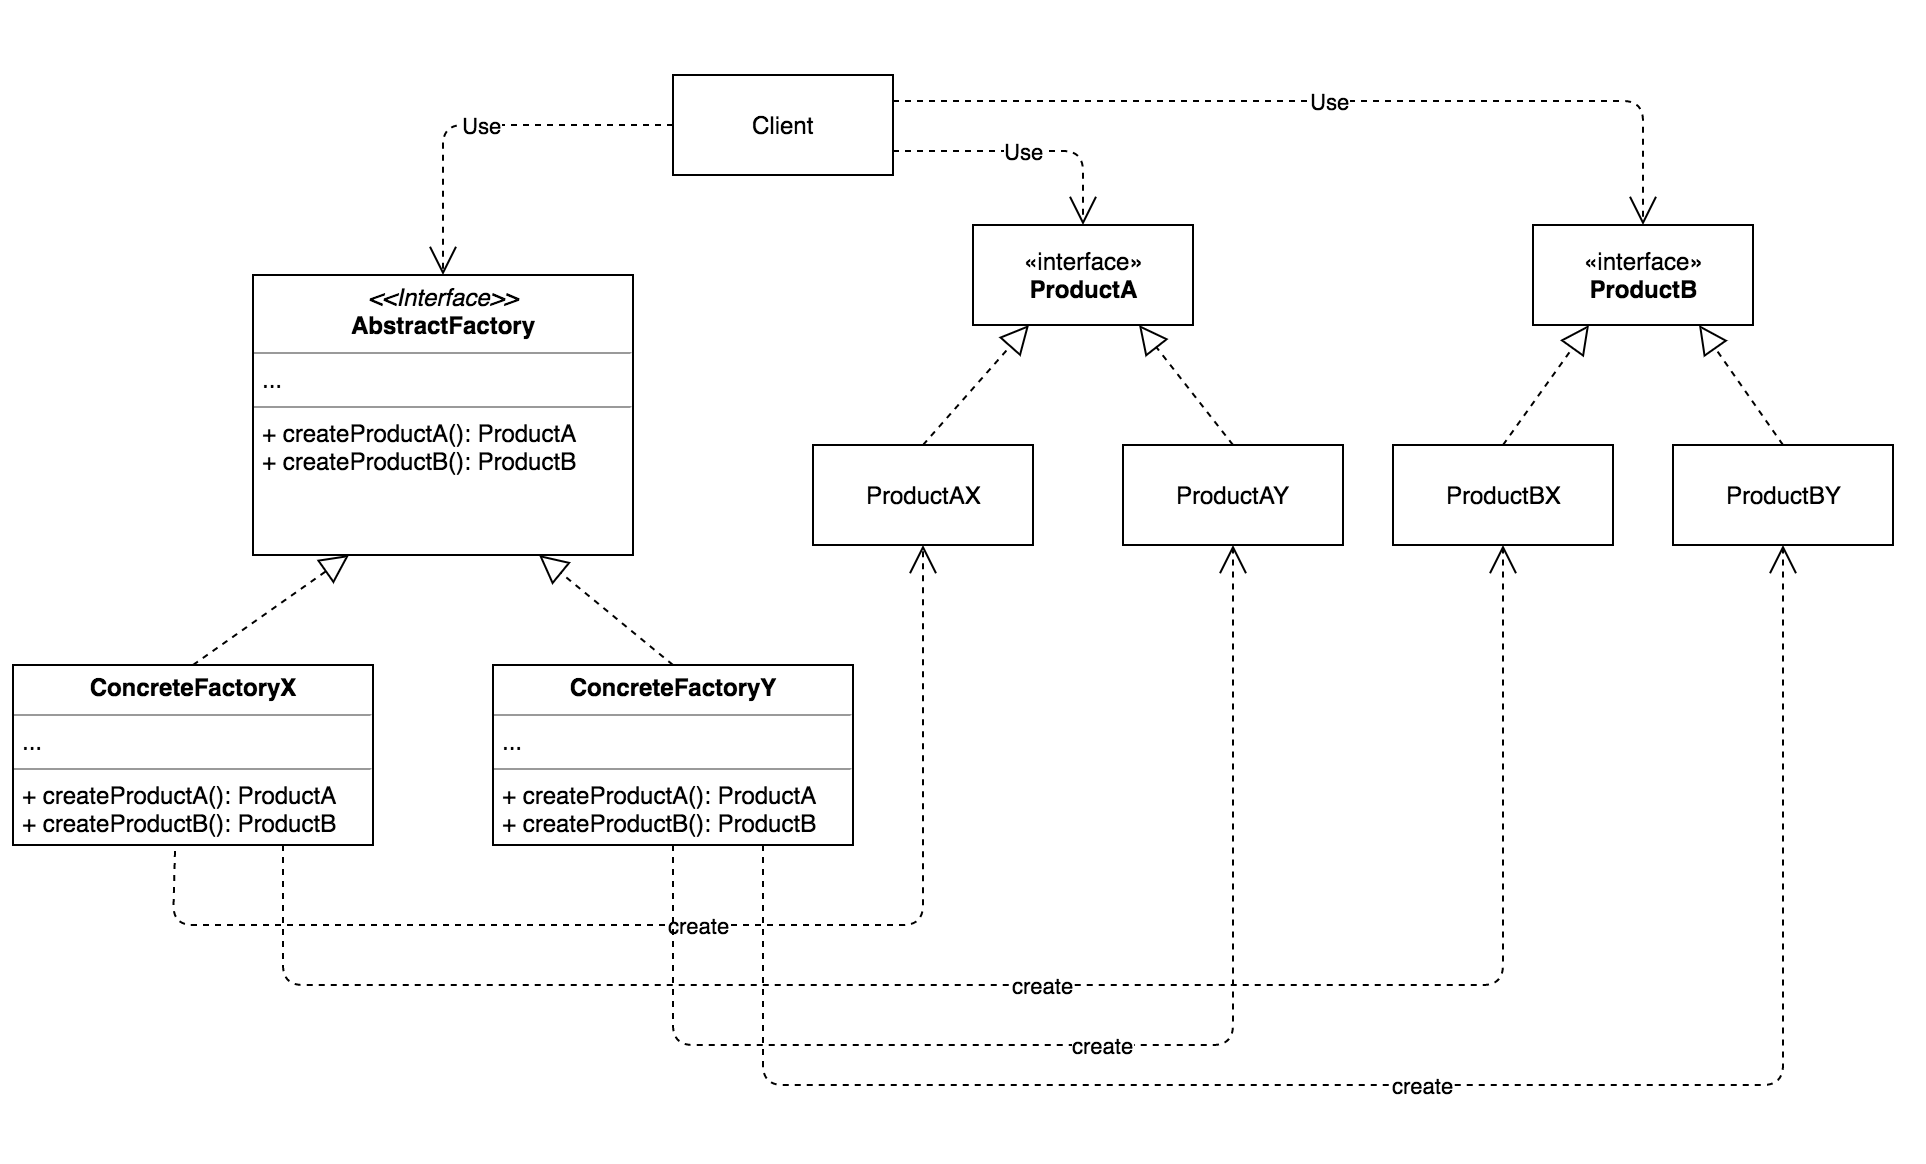 Client
Use
Use
Use
«interface»
ProductA
«interface»
ProductB
<<Interface>>
AbstractFactory
...
+ createProductA(): ProductA
+ createProductB(): ProductB
ProductAX
ProductAY
ProductBX
ProductBY
ConcreteFactoryX
...
+ createProductA(): ProductA
+ createProductB(): ProductB
ConcreteFactoryY
...
+ createProductA(): ProductA
+ createProductB(): ProductB
create
create
create
create